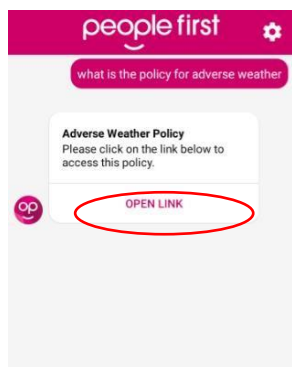 people first
what is the policy for adverse weather
Adverse Weather Policy
Please click on the link below to
access this policy.
op
OPEN LINK